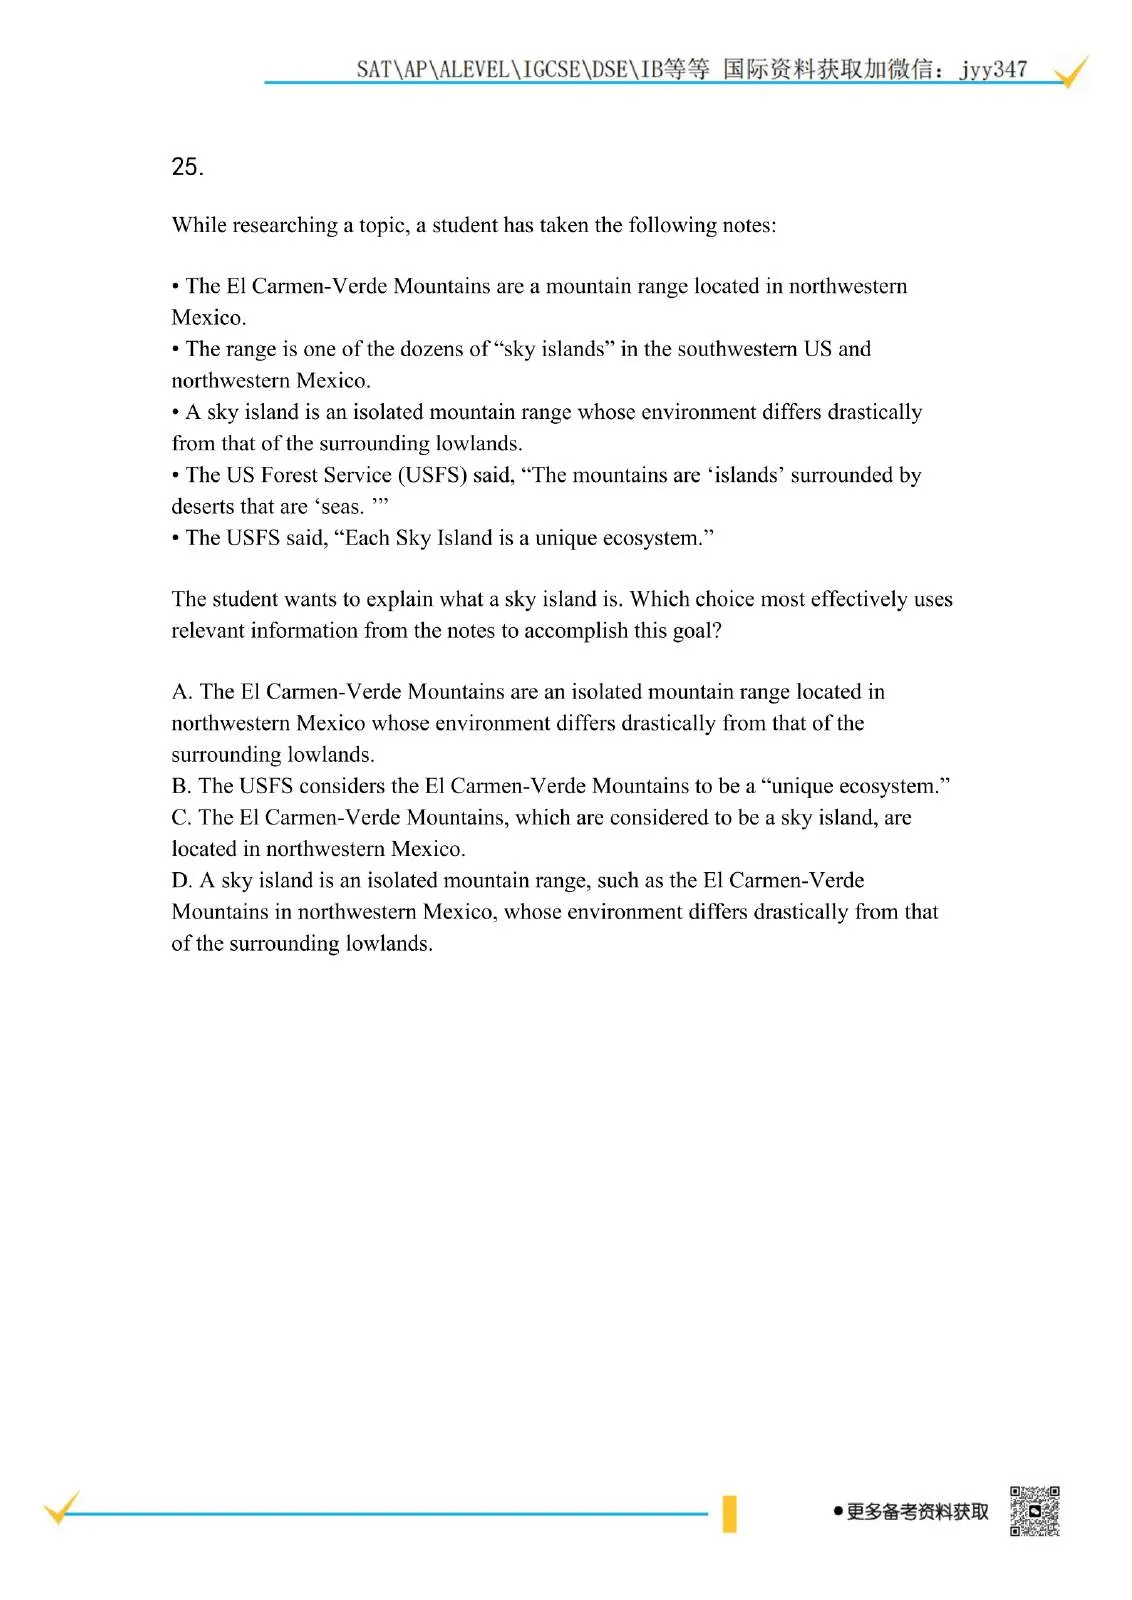 SAT\AP\ALEVEL\IGCSE\DSE\IB等等 国际资料获取加微信：jyy347
25.
While researching a topic, a student has taken the following notes:
• The El Carmen-Verde Mountains are a mountain range located in northwestern
Mexico.
• The range is one of the dozens of “sky islands” in the southwestern US and
northwestern Mexico.
• A sky island is an isolated mountain range whose environment differs drastically
from that of the surrounding lowlands.
• The US Forest Service (USFS) said, “The mountains are ‘islands’ surrounded by
deserts that are ‘seas. ’”
• The USFS said, “Each Sky Island is a unique ecosystem.”
The student wants to explain what a sky island is. Which choice most effectively uses
relevant information from the notes to accomplish this goal?
A. The El Carmen-Verde Mountains are an isolated mountain range located in
northwestern Mexico whose environment differs drastically from that of the
surrounding lowlands.
B. The USFS considers the El Carmen-Verde Mountains to be a “unique ecosystem.”
C. The El Carmen-Verde Mountains, which are considered to be a sky island, are
located in northwestern Mexico.
D. A sky island is an isolated mountain range, such as the El Carmen-Verde
Mountains in northwestern Mexico, whose environment differs drastically from that
of the surrounding lowlands.
●更多备考资料获取